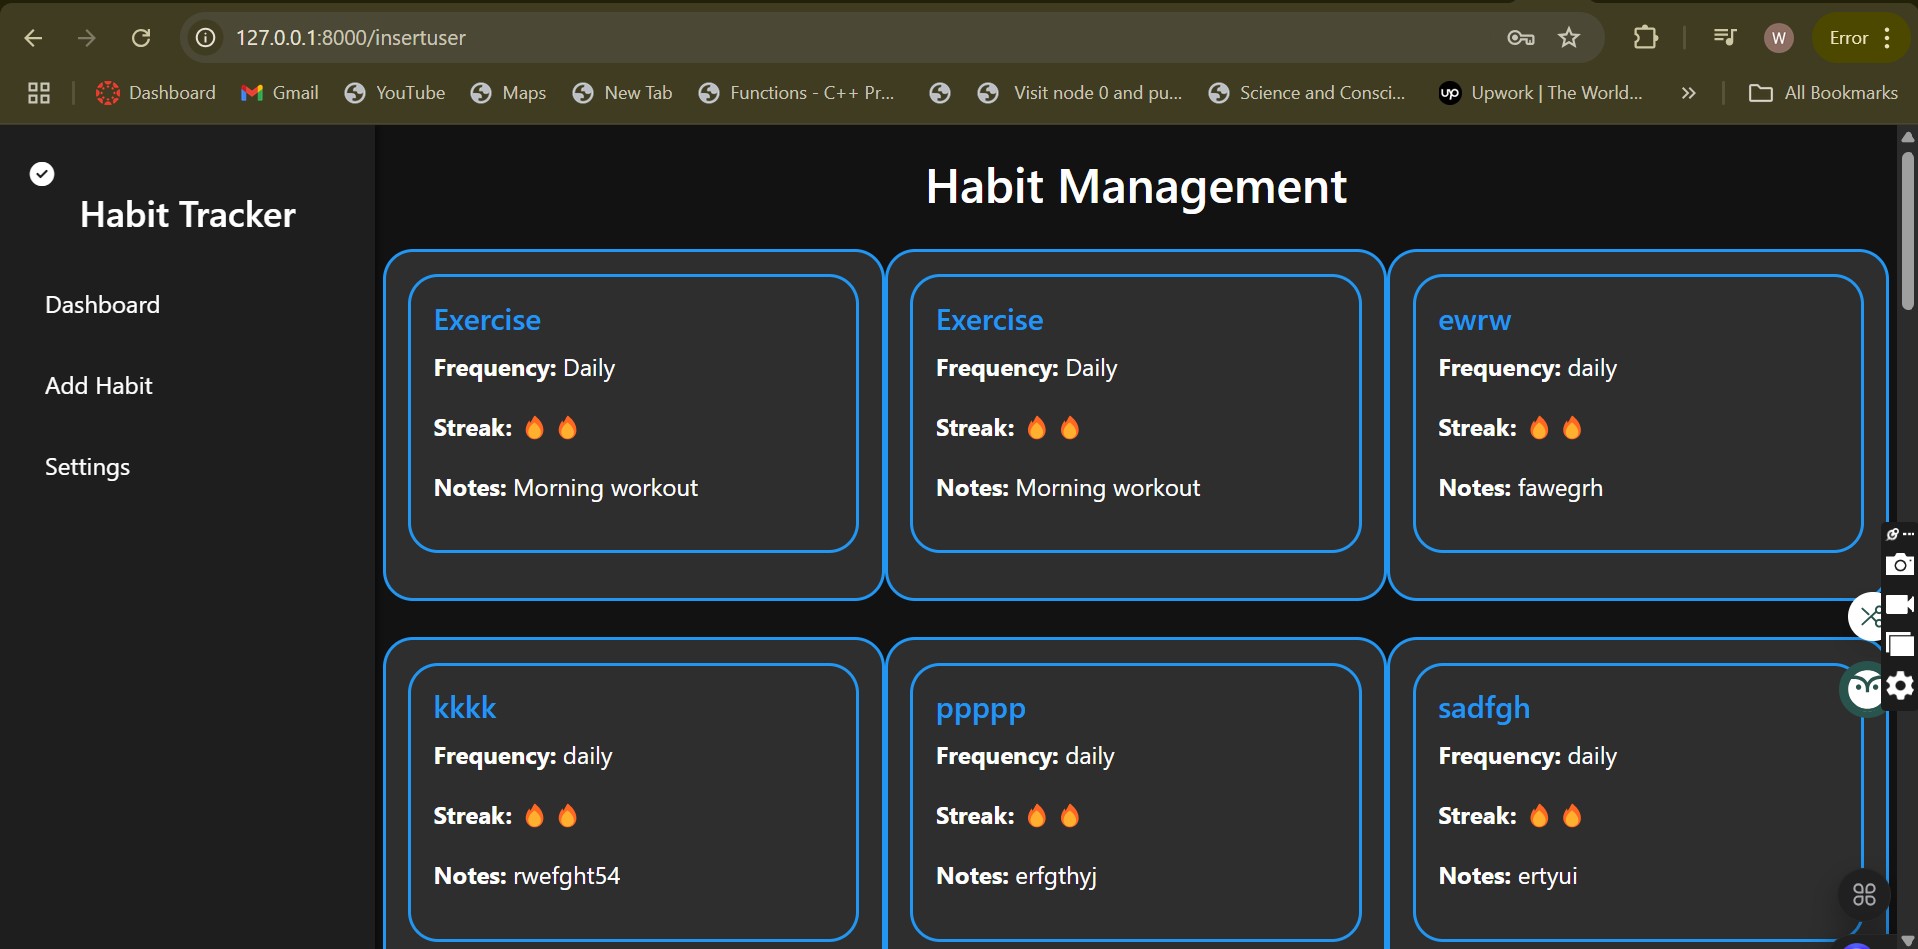 127.0.0.1:8000/insertuser
W
Error
Dashboard
Gmail
YouTube
Maps
New Tab
Functions - C++ Pr...
Visit node 0 and pu...
Science and Consci...
up
Upwork | The World...
All Bookmarks
Habit Tracker
Dashboard
Add Habit
Settings
Habit Management
Exercise
Frequency: Daily
Streak: 🔥 🔥
Notes: Morning workout
Exercise
Frequency: Daily
Streak: 🔥 🔥
Notes: Morning workout
ewrw
Frequency: daily
Streak: 🔥 🔥
Notes: fawegrh
kkkk
Frequency: daily
Streak: 🔥 🔥
Notes: rwefght54
ppppp
Frequency: daily
Streak: 🔥 🔥
Notes: erfgthyj
sadfgh
Frequency: daily
Streak: 🔥 🔥
Notes: ertyui